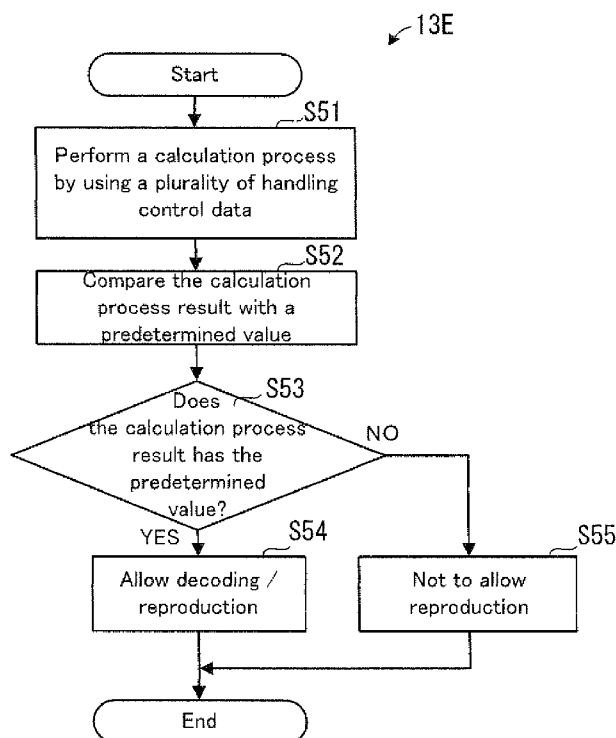 13E
Start
S51
Perform a calculation process
by using a plurality of handling
control data
S52
Compare the calculation
process result with a
predetermined value
S53
Does
the calculation process
result has the
predetermined
value?
NO
YES
S54
Allow decoding /
reproduction
S55
Not to allow
reproduction
End